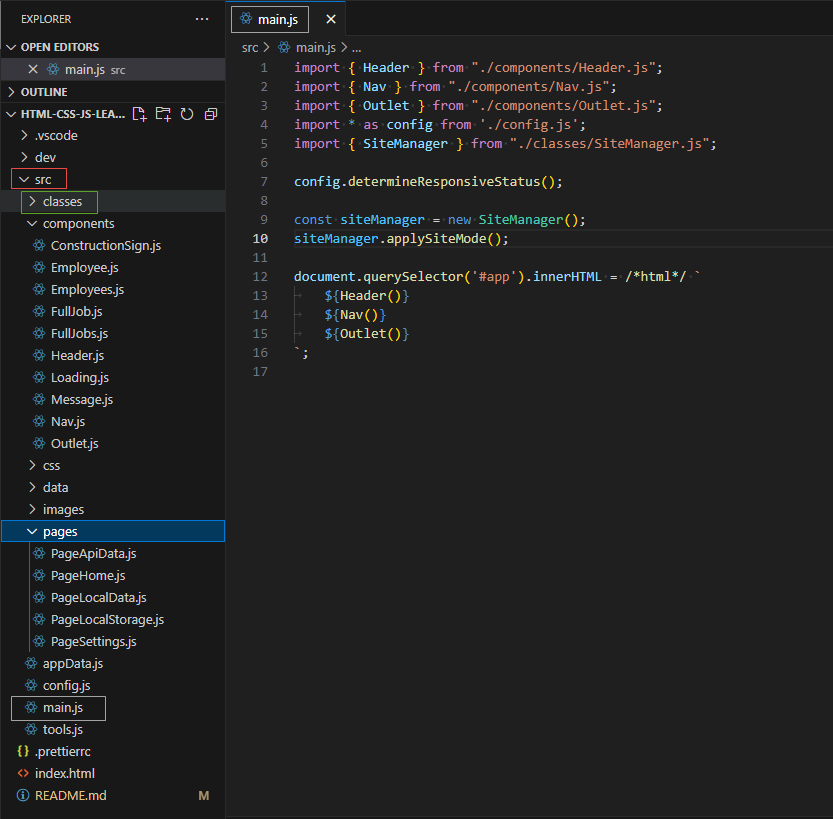 EXPLORER
OPEN EDITORS
main.js src
OUTLINE
HTML-CSS-JS-LEA...
.vscode
dev
src
classes
components
ConstructionSign.js
Employee.js
Employees.js
FullJob.js
FullJobs.js
Header.js
Loading.js
Message.js
Nav.js
Outlet.js
css
data
images
pages
PageApiData.js
PageHome.js
PageLocalData.js
PageLocalStorage.js
PageSettings.js
appData.js
config.js
main.js
tools.js
.prettierrc
index.html
README.md M
main.js
src > main.js > ...
1 import { Header } from "./components/Header.js";
2 import { Nav } from "./components/Nav.js";
3 import { Outlet } from "./components/Outlet.js";
4 import * as config from './config.js';
5 import { SiteManager } from "./classes/SiteManager.js";
6
7 config.determineResponsiveStatus();
8
9 const siteManager = new SiteManager();
10 siteManager.applySiteMode();
11
12 document.querySelector('#app').innerHTML = /*html*/ `
13 ${Header()}
14 ${Nav()}
15 ${Outlet()}
16 `;
17